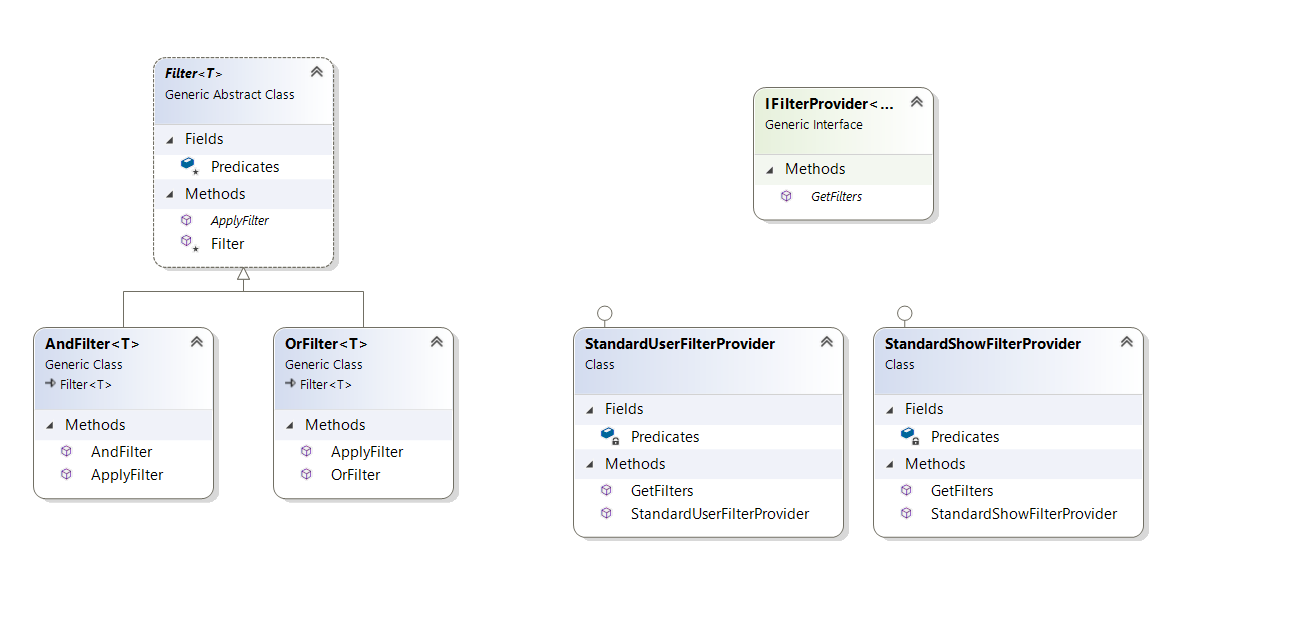 Filter<T>
Generic Abstract Class
Fields
Predicates
Methods
ApplyFilter
Filter
IFilterProvider<...
Generic Interface
Methods
GetFilters
AndFilter<T>
Generic Class
Filter<T>
Methods
AndFilter
ApplyFilter
OrFilter<T>
Generic Class
Filter<T>
Methods
ApplyFilter
OrFilter
StandardUserFilterProvider
Class
Fields
Predicates
Methods
GetFilters
StandardUserFilterProvider
StandardShowFilterProvider
Class
Fields
Predicates
Methods
GetFilters
StandardShowFilterProvider